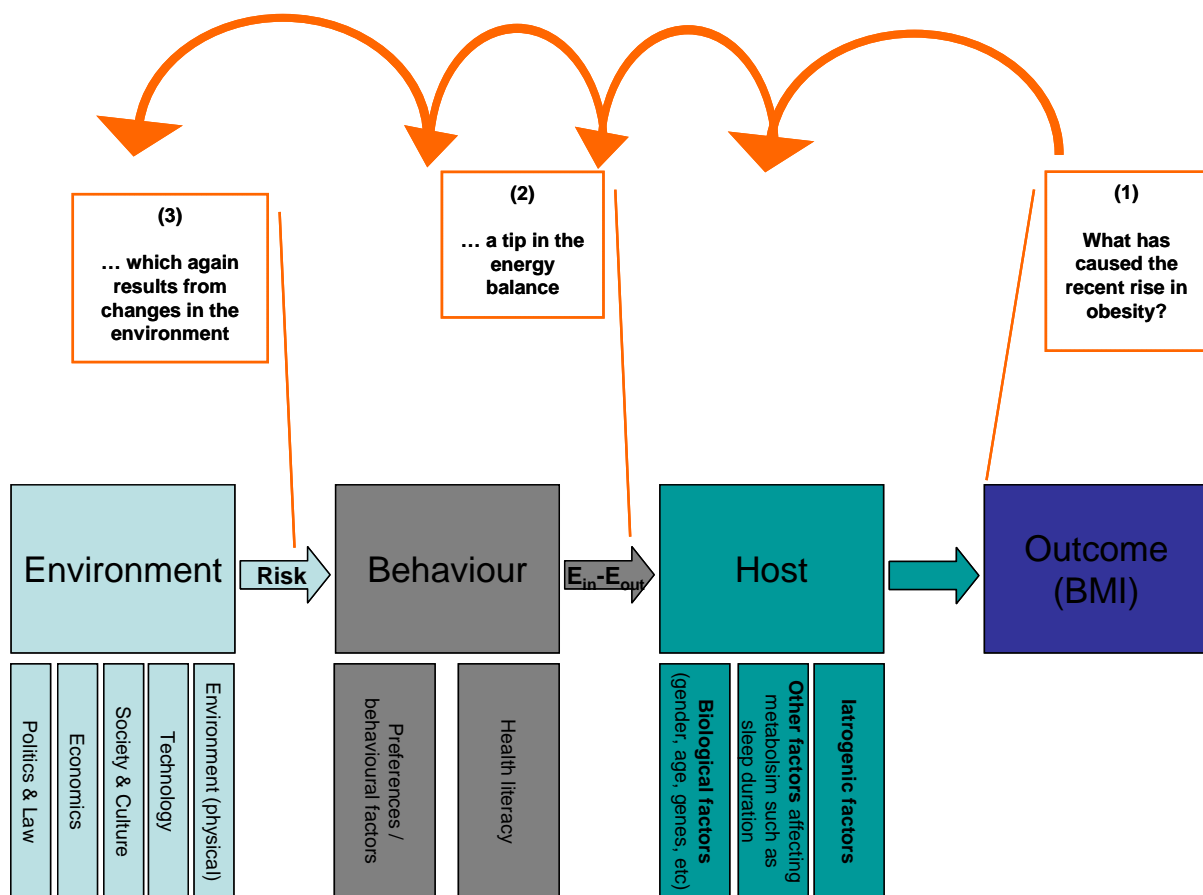 (3)
… which again
results from
changes in the
environment
(2)
… a tip in the
energy
balance
(1)
What has
caused the
recent rise in
obesity?
Environment
Risk
Behaviour
Ein-Eout
Host
Outcome
(BMI)
Politics & Law
Economics
Society & Culture
Technology
Environment (physical)
Preferences /
behavioural factors
Health literacy
Biological factors
(gender, age, genes, etc)
Other factors affecting
metabolsim such as
sleep duration
Iatrogenic factors